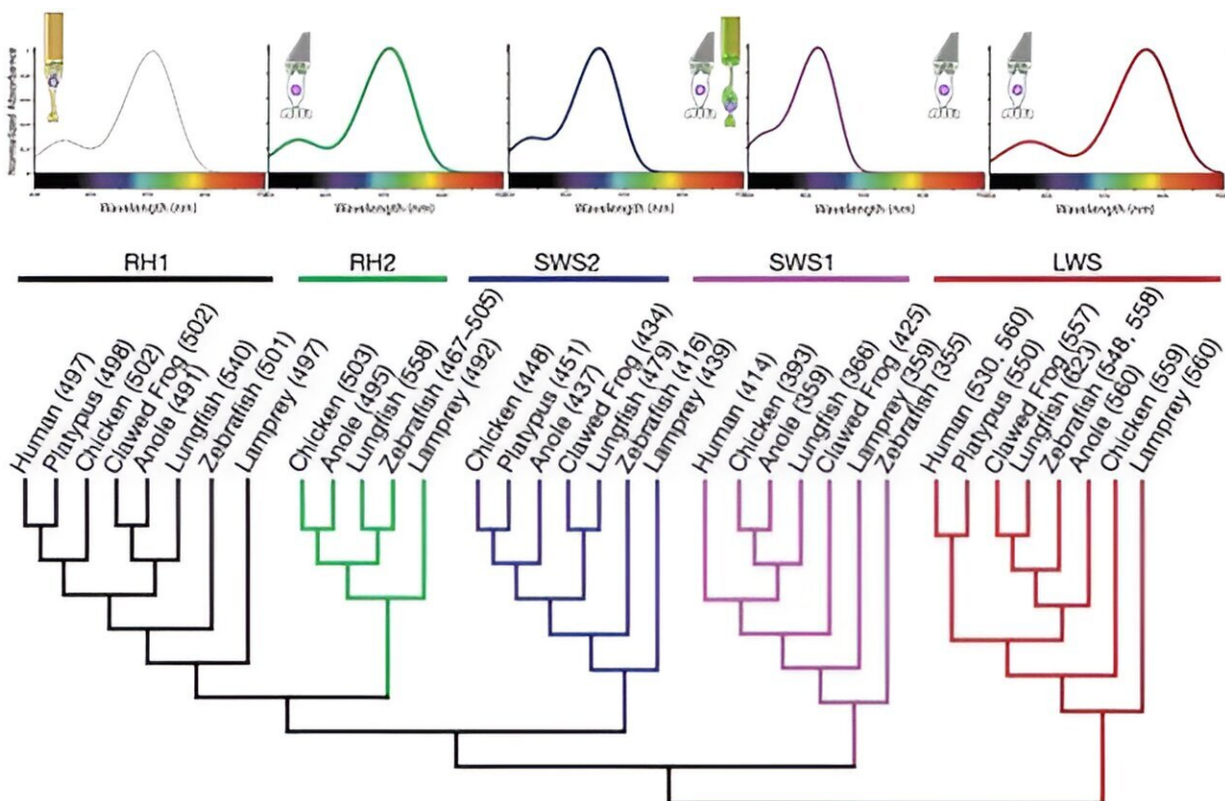 RH1
RH2
SWS2
SWS1
LWS
Human (497)
Platypus (498)
Chicken (502)
Clawed Frog (502)
Anole (491)
Lungfish (540)
Zebrafish (501)
Lamprey (497)
Chicken (503)
Anole (495)
Lungfish (558)
Zebrafish (467–505)
Lamprey (492)
Chicken (448)
Platypus (451)
Anole (437)
Clawed Frog (434)
Lungfish (479)
Zebrafish (416)
Lamprey (439)
Human (414)
Chicken (393)
Anole (359)
Lungfish (366)
Clawed Frog (425)
Lamprey (359)
Zebrafish (355)
Human (530, 560)
Platypus (550)
Clawed Frog (557)
Lungfish (623)
Zebrafish (548, 558)
Anole (560)
Chicken (559)
Lamprey (560)